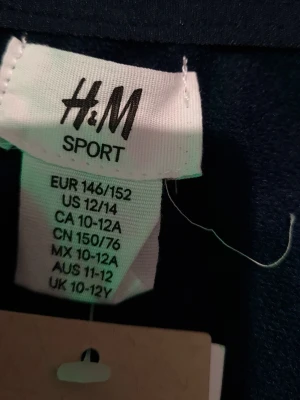 H&M
SPORT
EUR 146/152
US 12/14
CA 10-12A
CN 150/76
MX 10-12A
AUS 11-12
UK 10-12Y